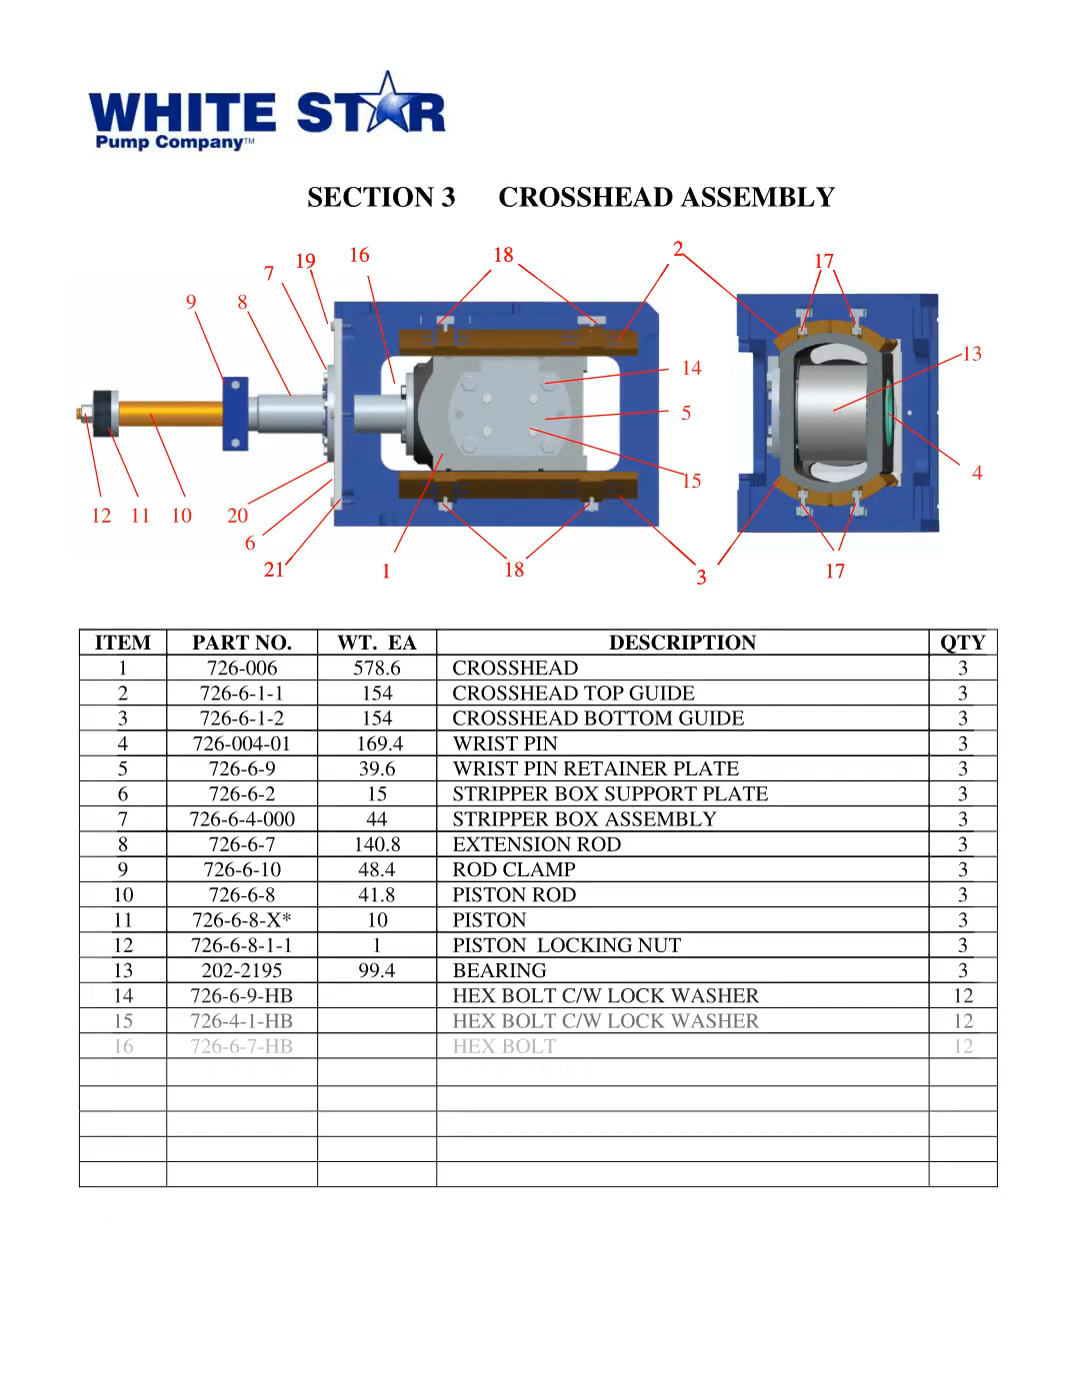 WHITE STAR
Pump Company™
SECTION 3 CROSSHEAD ASSEMBLY
2
16 18
19 17
7
9 8
13
14
5
4
15
12 11 10 20
6
21 1 18 3 17
ITEM PART NO. WT. EA DESCRIPTION QTY
1 726-006 578.6 CROSSHEAD 3
2 726-6-1-1 154 CROSSHEAD TOP GUIDE 3
3 726-6-1-2 154 CROSSHEAD BOTTOM GUIDE 3
4 726-004-01 169.4 WRIST PIN 3
5 726-6-9 39.6 WRIST PIN RETAINER PLATE 3
6 726-6-2 15 STRIPPER BOX SUPPORT PLATE 3
7 726-6-4-000 44 STRIPPER BOX ASSEMBLY 3
8 726-6-7 140.8 EXTENSION ROD 3
9 726-6-10 48.4 ROD CLAMP 3
10 726-6-8 41.8 PISTON ROD 3
11 726-6-8-X* 10 PISTON 3
12 726-6-8-1-1 1 PISTON LOCKING NUT 3
13 202-2195 99.4 BEARING 3
14 726-6-9-HB HEX BOLT C/W LOCK WASHER 12
15 726-4-1-HB HEX BOLT C/W LOCK WASHER 12
16 726-6-7-HB HEX BOLT 12